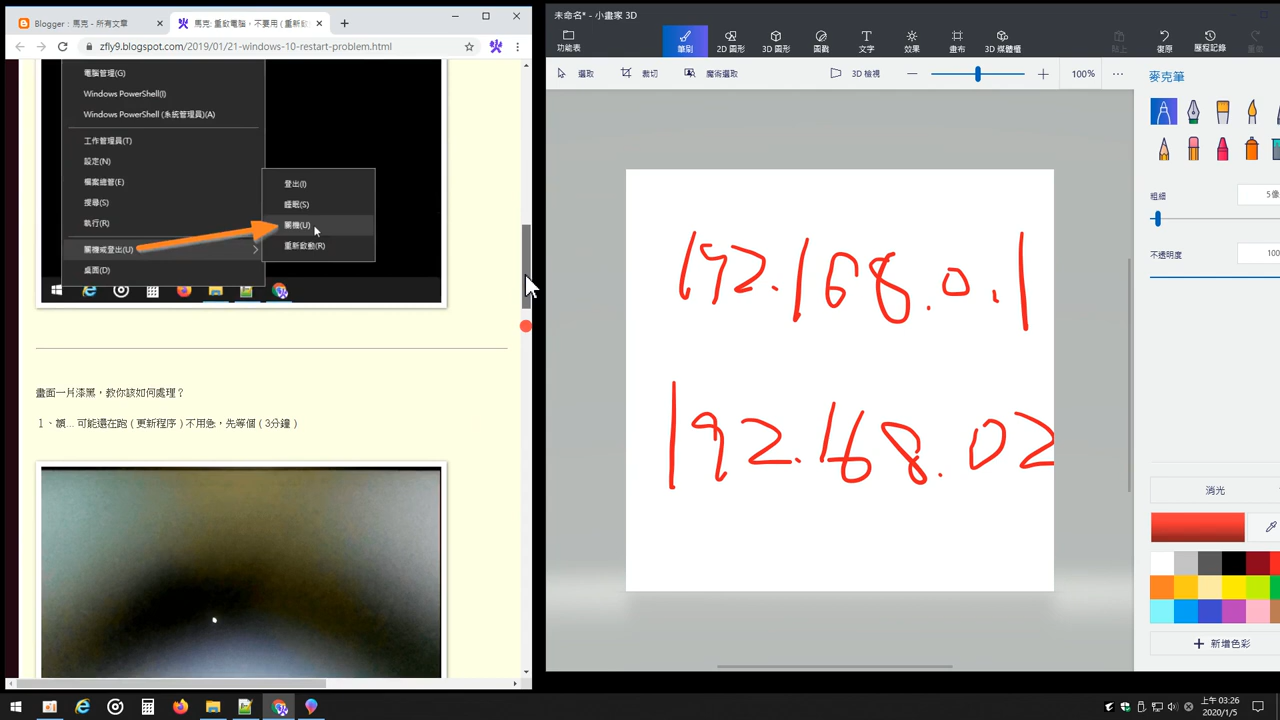 Blogger：馬克 - 所有文章
馬克: 重啟電腦，不要用 ( 重新啟
未命名* - 小畫家 3D
功能表
筆刷
2D 圖形
3D 圖形
圖戳
文字
效果
畫布
3D 媒體櫃
貼上
復原
歷程記錄
重做
zfly9.blogspot.com/2019/01/21-windows-10-restart-problem.html
選取
裁切
魔術選取
3D 檢視
100%
麥克筆
電腦管理(G)
Windows PowerShell(I)
Windows PowerShell (系統管理員)(A)
工作管理員(T)
設定(N)
檔案總管(E)
搜尋(S)
執行(R)
關機或登出(U)
桌面(D)
登出(I)
睡眠(S)
關機(U)
重新啟動(R)
粗細
5像
不透明度
100
192.168.0.1
192.168.02
畫面一片漆黑，教你該如何處理？
１、額... 可能還在跑 ( 更新程序 ) 不用急，先等個 ( 3分鐘 )
消光
新增色彩
上午 03:26
2020/1/5